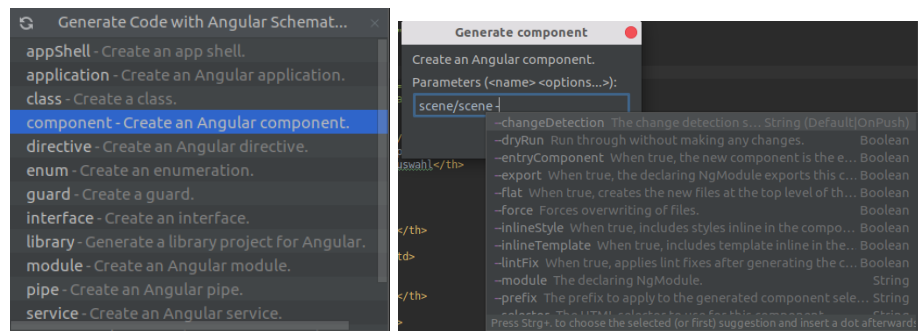 Generate Code with Angular Schemat...
appShell - Create an app shell.
application - Create an Angular application.
class - Create a class.
component - Create an Angular component.
directive - Create an Angular directive.
enum - Create an enumeration.
guard - Create a guard.
interface - Create an interface.
library - Generate a library project for Angular.
module - Create an Angular module.
pipe - Create an Angular pipe.
service - Create an Angular service.
Generate component
Create an Angular component.
Parameters (<name> <options...>):
scene/scene -
--changeDetection The change detection s... String (Default|OnPush)
--dryRun Run through without making any changes. Boolean
--entryComponent When true, the new component is the e... Boolean
--export When true, the declaring NgModule exports this c... Boolean
--flat When true, creates the new files at the top level of th... Boolean
--force Forces overwriting of files. Boolean
--inlineStyle When true, includes styles inline in the compo... Boolean
--inlineTemplate When true, includes template inline in the... Boolean
--lintFix When true, applies lint fixes after generating the c... Boolean
--module The declaring NgModule. String
--prefix The prefix to apply to the generated component sele... String
Press Strg+. to choose the selected (or first) suggestion and insert a dot afterward
uswahl</th>
</th>
td>
</th>